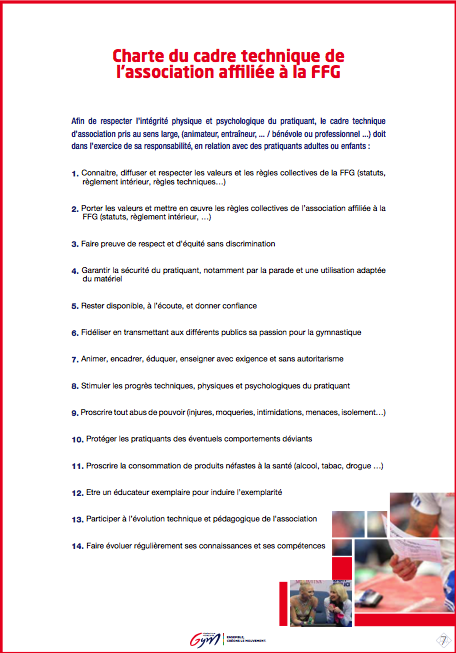 Charte du cadre technique de
l'association affiliée à la FFG
Afin de respecter l'intégrité physique et psychologique du pratiquant, le cadre technique
d'association pris au sens large, (animateur, entraîneur, ... / bénévole ou professionnel ...) doit
dans l'exercice de sa responsabilité, en relation avec des pratiquants adultes ou enfants :
1. Connaitre, diffuser et respecter les valeurs et les règles collectives de la FFG (statuts,
règlement intérieur, règles techniques…)
2. Porter les valeurs et mettre en œuvre les règles collectives de l'association affiliée à la
FFG (statuts, règlement intérieur, …)
3. Faire preuve de respect et d'équité sans discrimination
4. Garantir la sécurité du pratiquant, notamment par la parade et une utilisation adaptée
du matériel
5. Rester disponible, à l'écoute, et donner confiance
6. Fidéliser en transmettant aux différents publics sa passion pour la gymnastique
7. Animer, encadrer, éduquer, enseigner avec exigence et sans autoritarisme
8. Stimuler les progrès techniques, physiques et psychologiques du pratiquant
9. Proscrire tout abus de pouvoir (injures, moqueries, intimidations, menaces, isolement…)
10. Protéger les pratiquants des éventuels comportements déviants
11. Proscrire la consommation de produits néfastes à la santé (alcool, tabac, drogue …)
12. Etre un éducateur exemplaire pour induire l'exemplarité
13. Participer à l'évolution technique et pédagogique de l'association
14. Faire évoluer régulièrement ses connaissances et ses compétences
Gym
ENSEMBLE,
CRÉONS LE MOUVEMENT
7